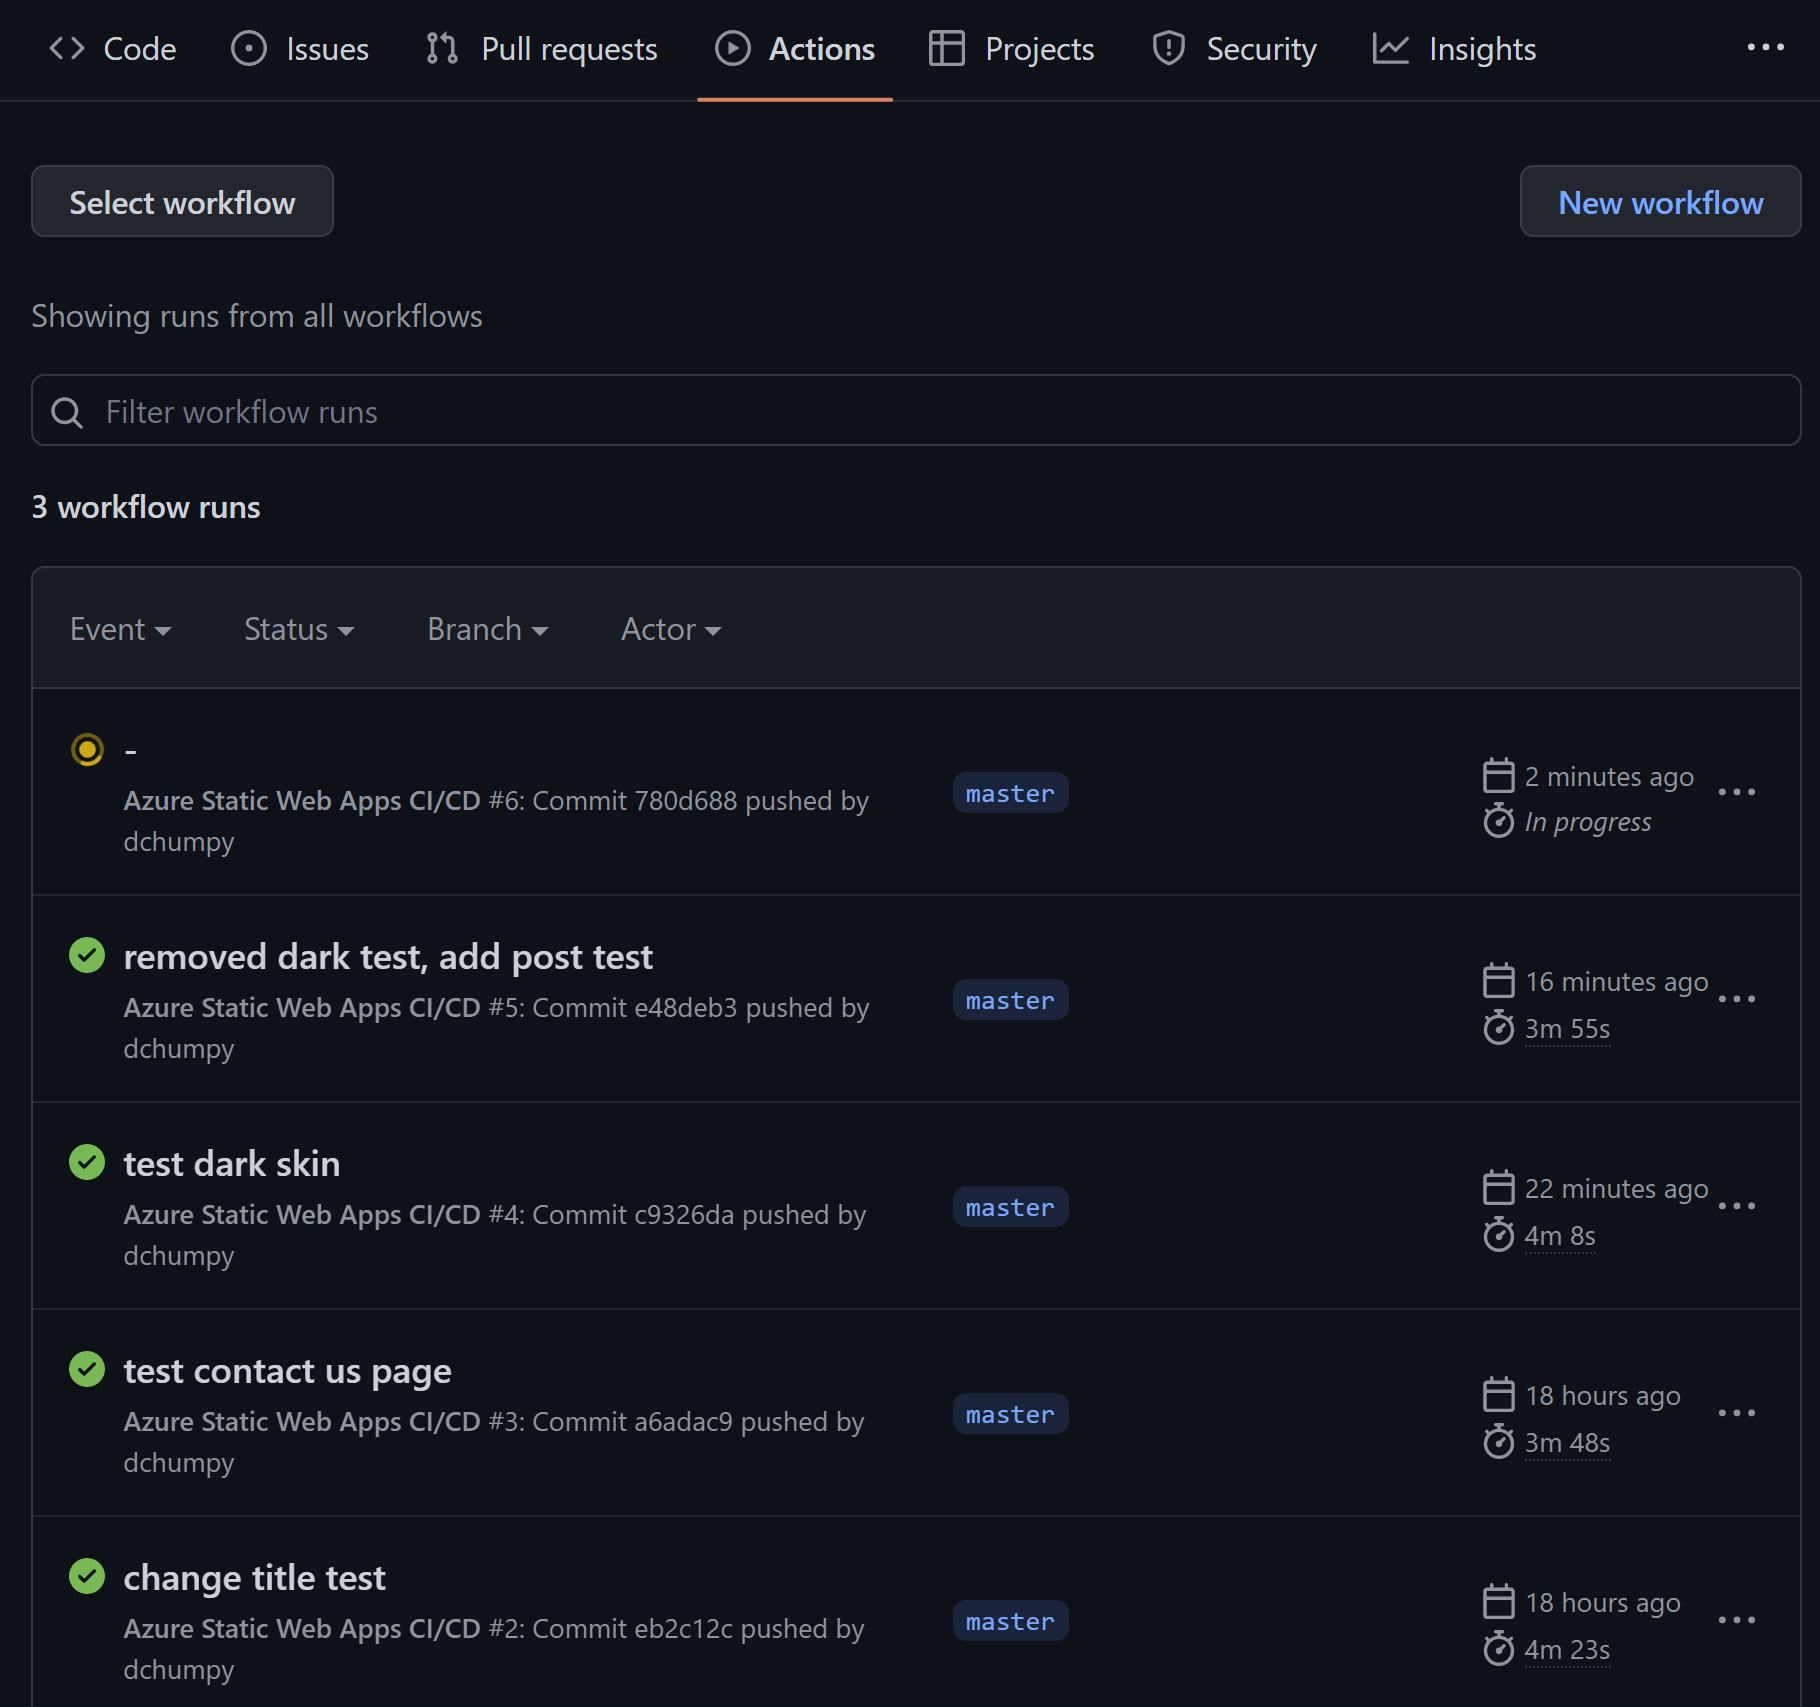 Code Issues Pull requests Actions Projects Security Insights
Select workflow New workflow
Showing runs from all workflows
Filter workflow runs
3 workflow runs
Event Status Branch Actor
-
Azure Static Web Apps CI/CD #6: Commit 780d688 pushed by
dchumpy
master
2 minutes ago
In progress
removed dark test, add post test
Azure Static Web Apps CI/CD #5: Commit e48deb3 pushed by
dchumpy
master
16 minutes ago
3m 55s
test dark skin
Azure Static Web Apps CI/CD #4: Commit c9326da pushed by
dchumpy
master
22 minutes ago
4m 8s
test contact us page
Azure Static Web Apps CI/CD #3: Commit a6adac9 pushed by
dchumpy
master
18 hours ago
3m 48s
change title test
Azure Static Web Apps CI/CD #2: Commit eb2c12c pushed by
dchumpy
master
18 hours ago
4m 23s